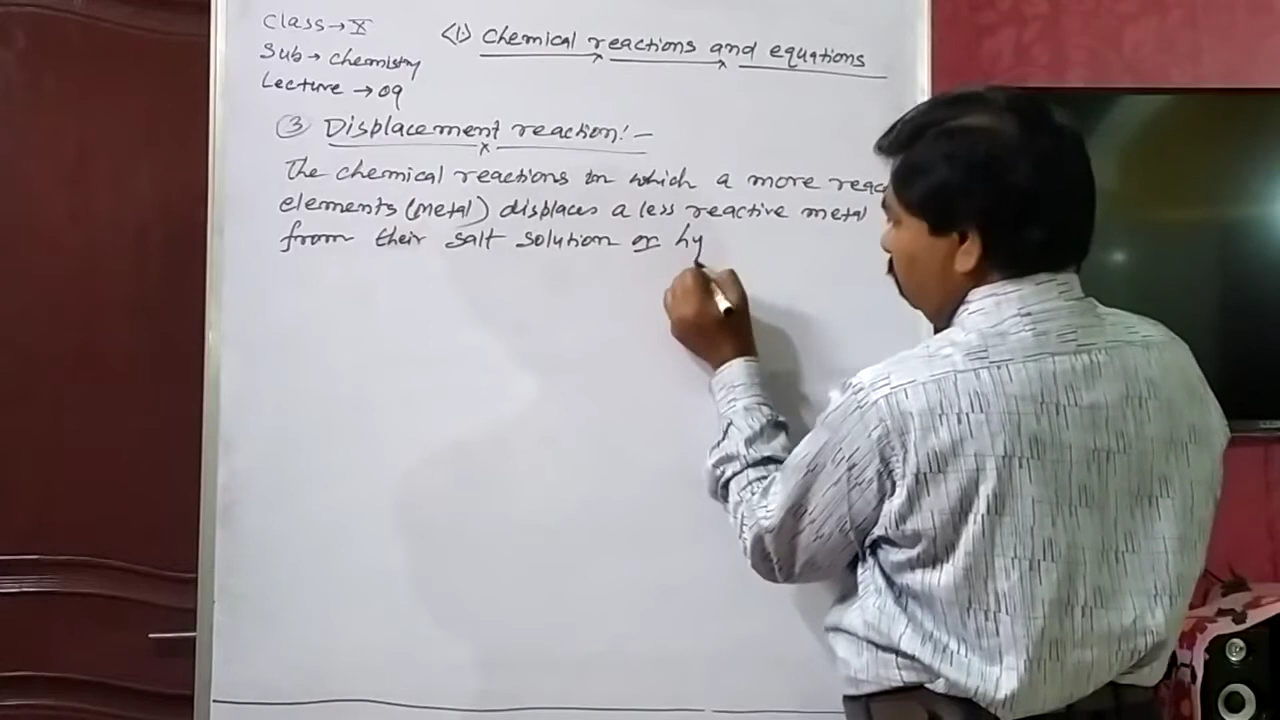 Class → X
Sub → chemistry
Lecture → 09
<1.> chemical reactions and equations
③ Displacement reaction:-
The chemical reactions in which a more reac
elements (metal) displaces a less reactive metal
from their salt solution or hy